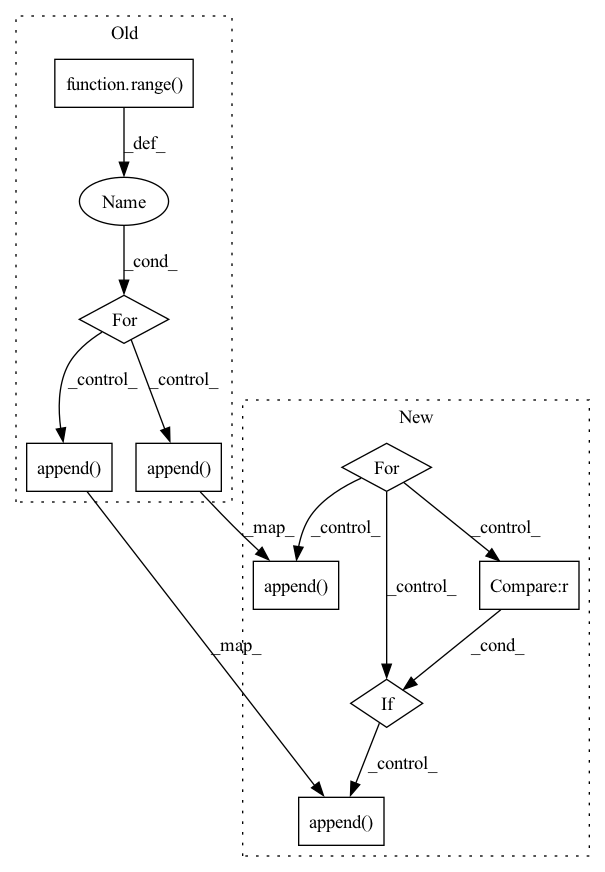 Old
function.range()
_def_
Name
_cond_
For
_control_
_control_
New
append()
append()
For
_map_
_control_
_control_
append()
_control_
Compare:r
_map_
_cond_
If
_control_
append()